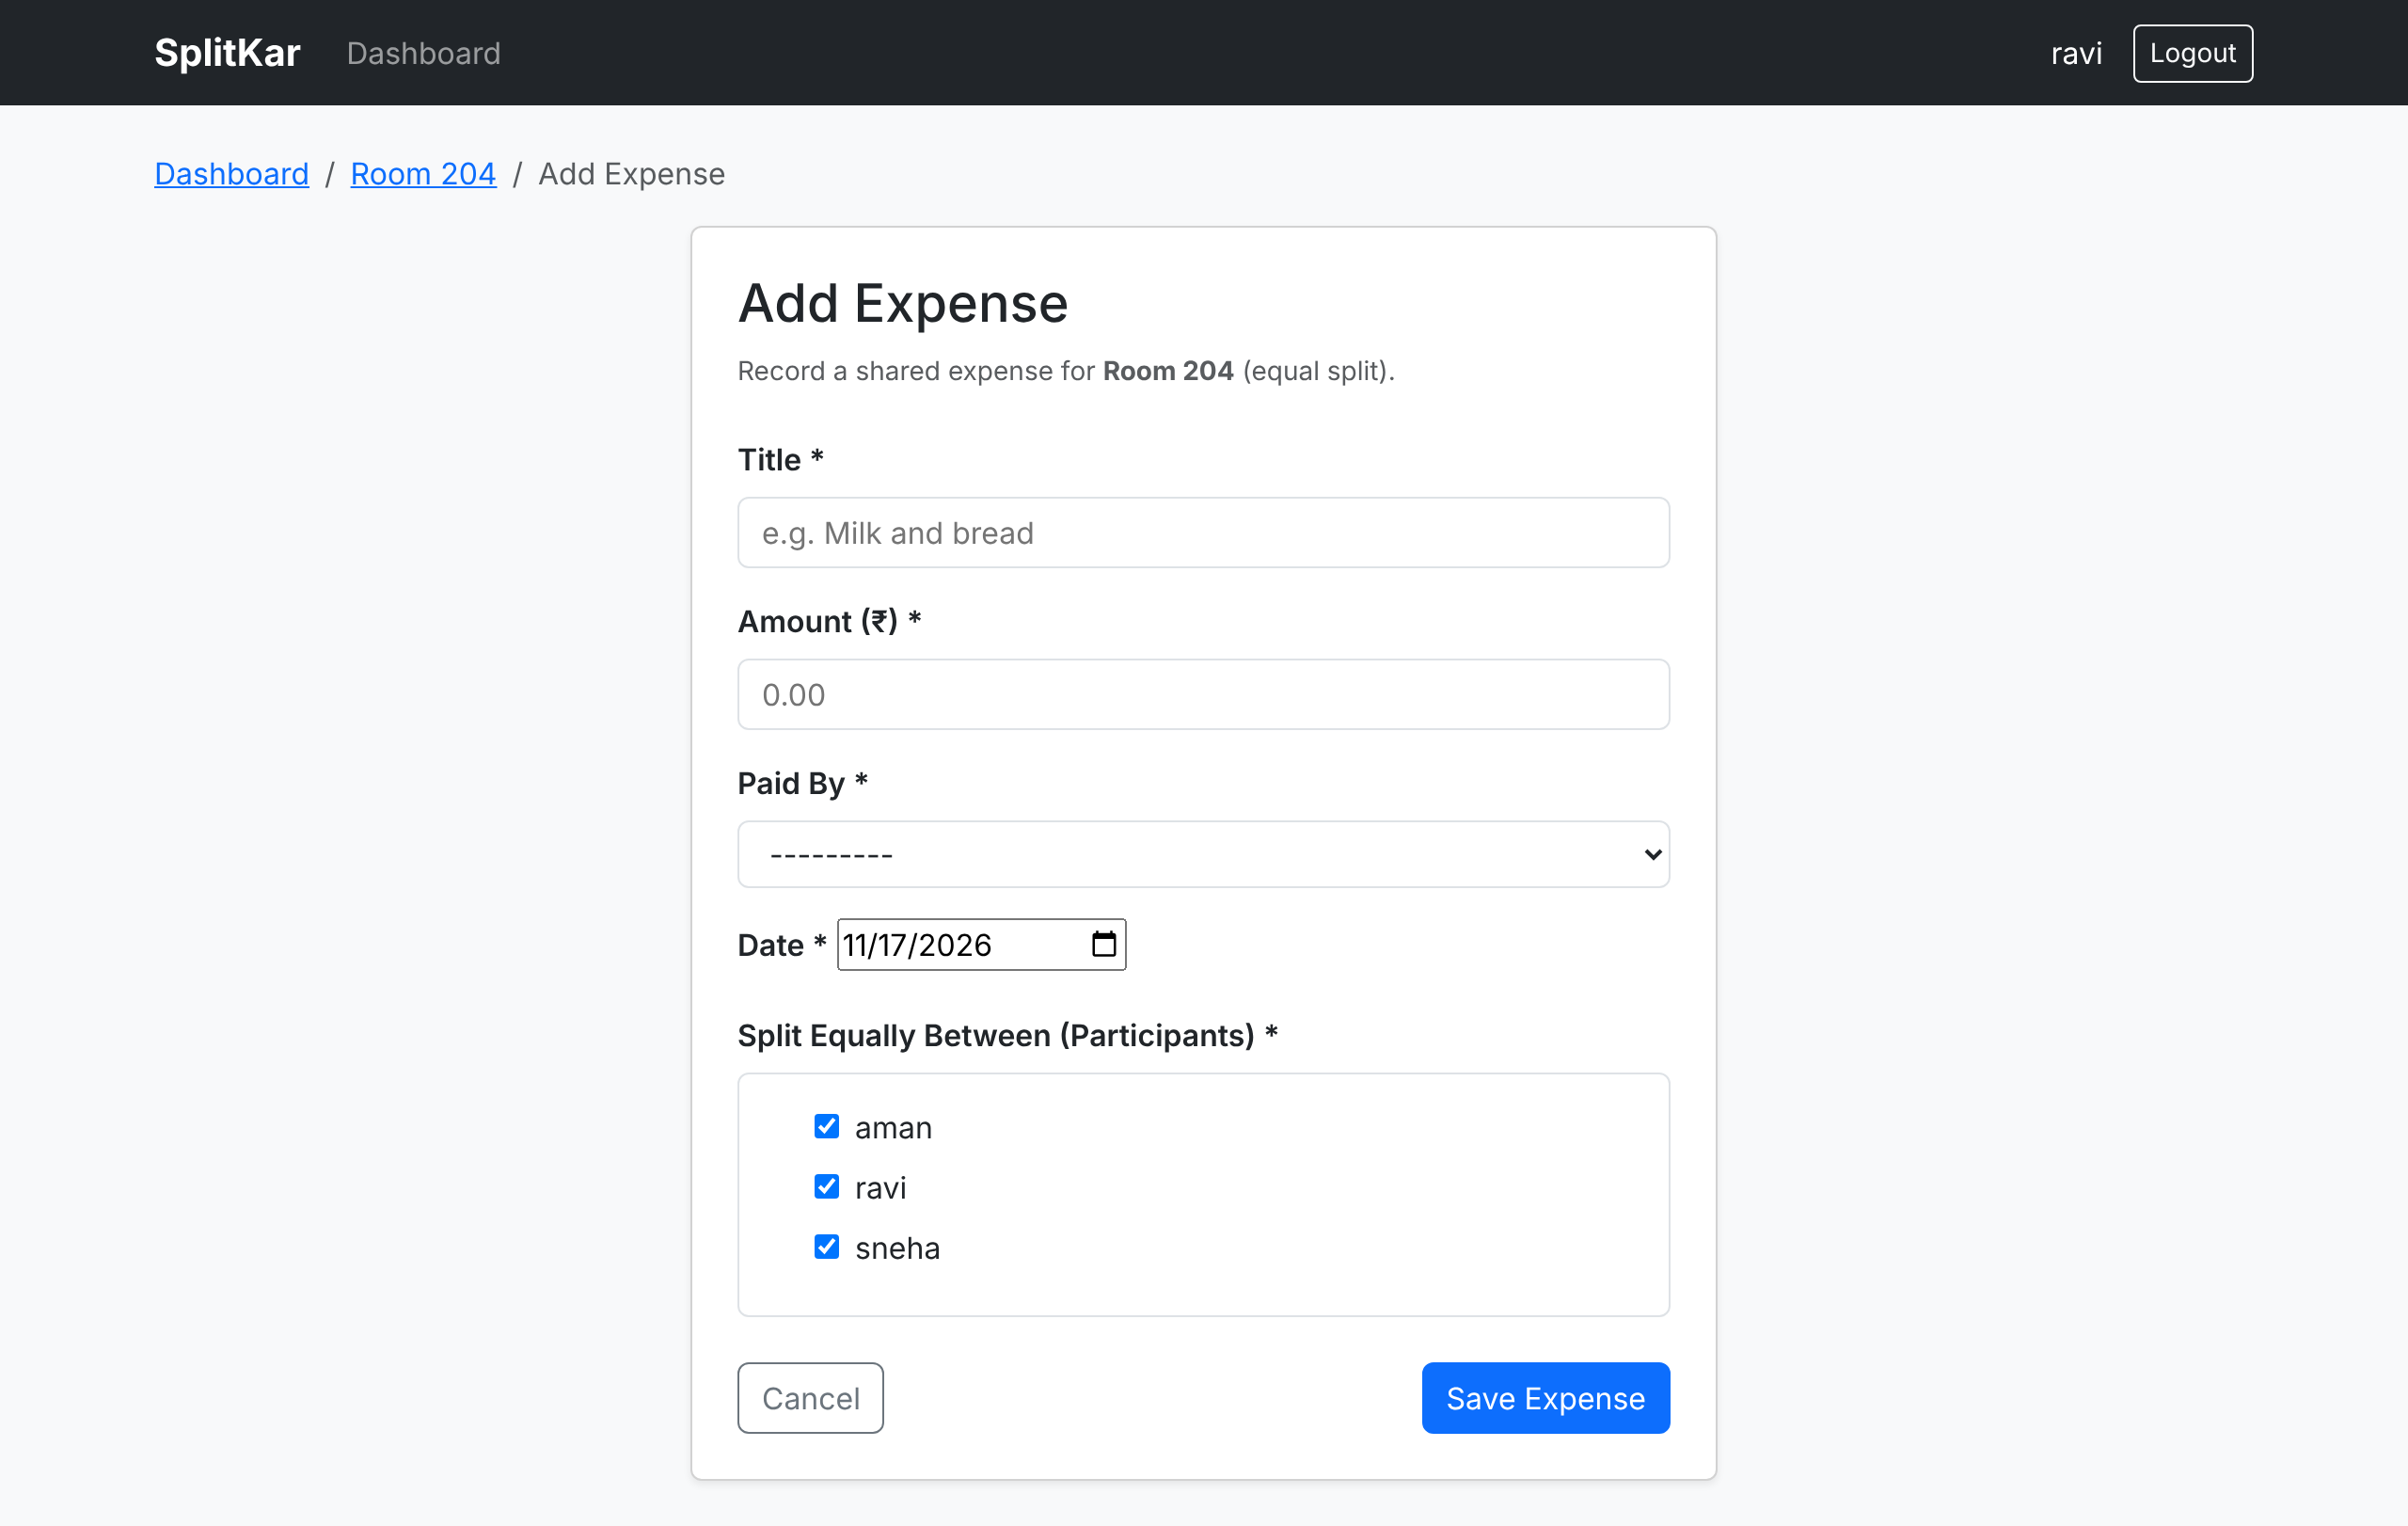 SplitKar Dashboard ravi Logout
Dashboard / Room 204 / Add Expense
Add Expense
Record a shared expense for Room 204 (equal split).
Title *
e.g. Milk and bread
Amount (₹) *
0.00
Paid By *
---------
Date * 11/17/2026
Split Equally Between (Participants) *
aman
ravi
sneha
Cancel Save Expense